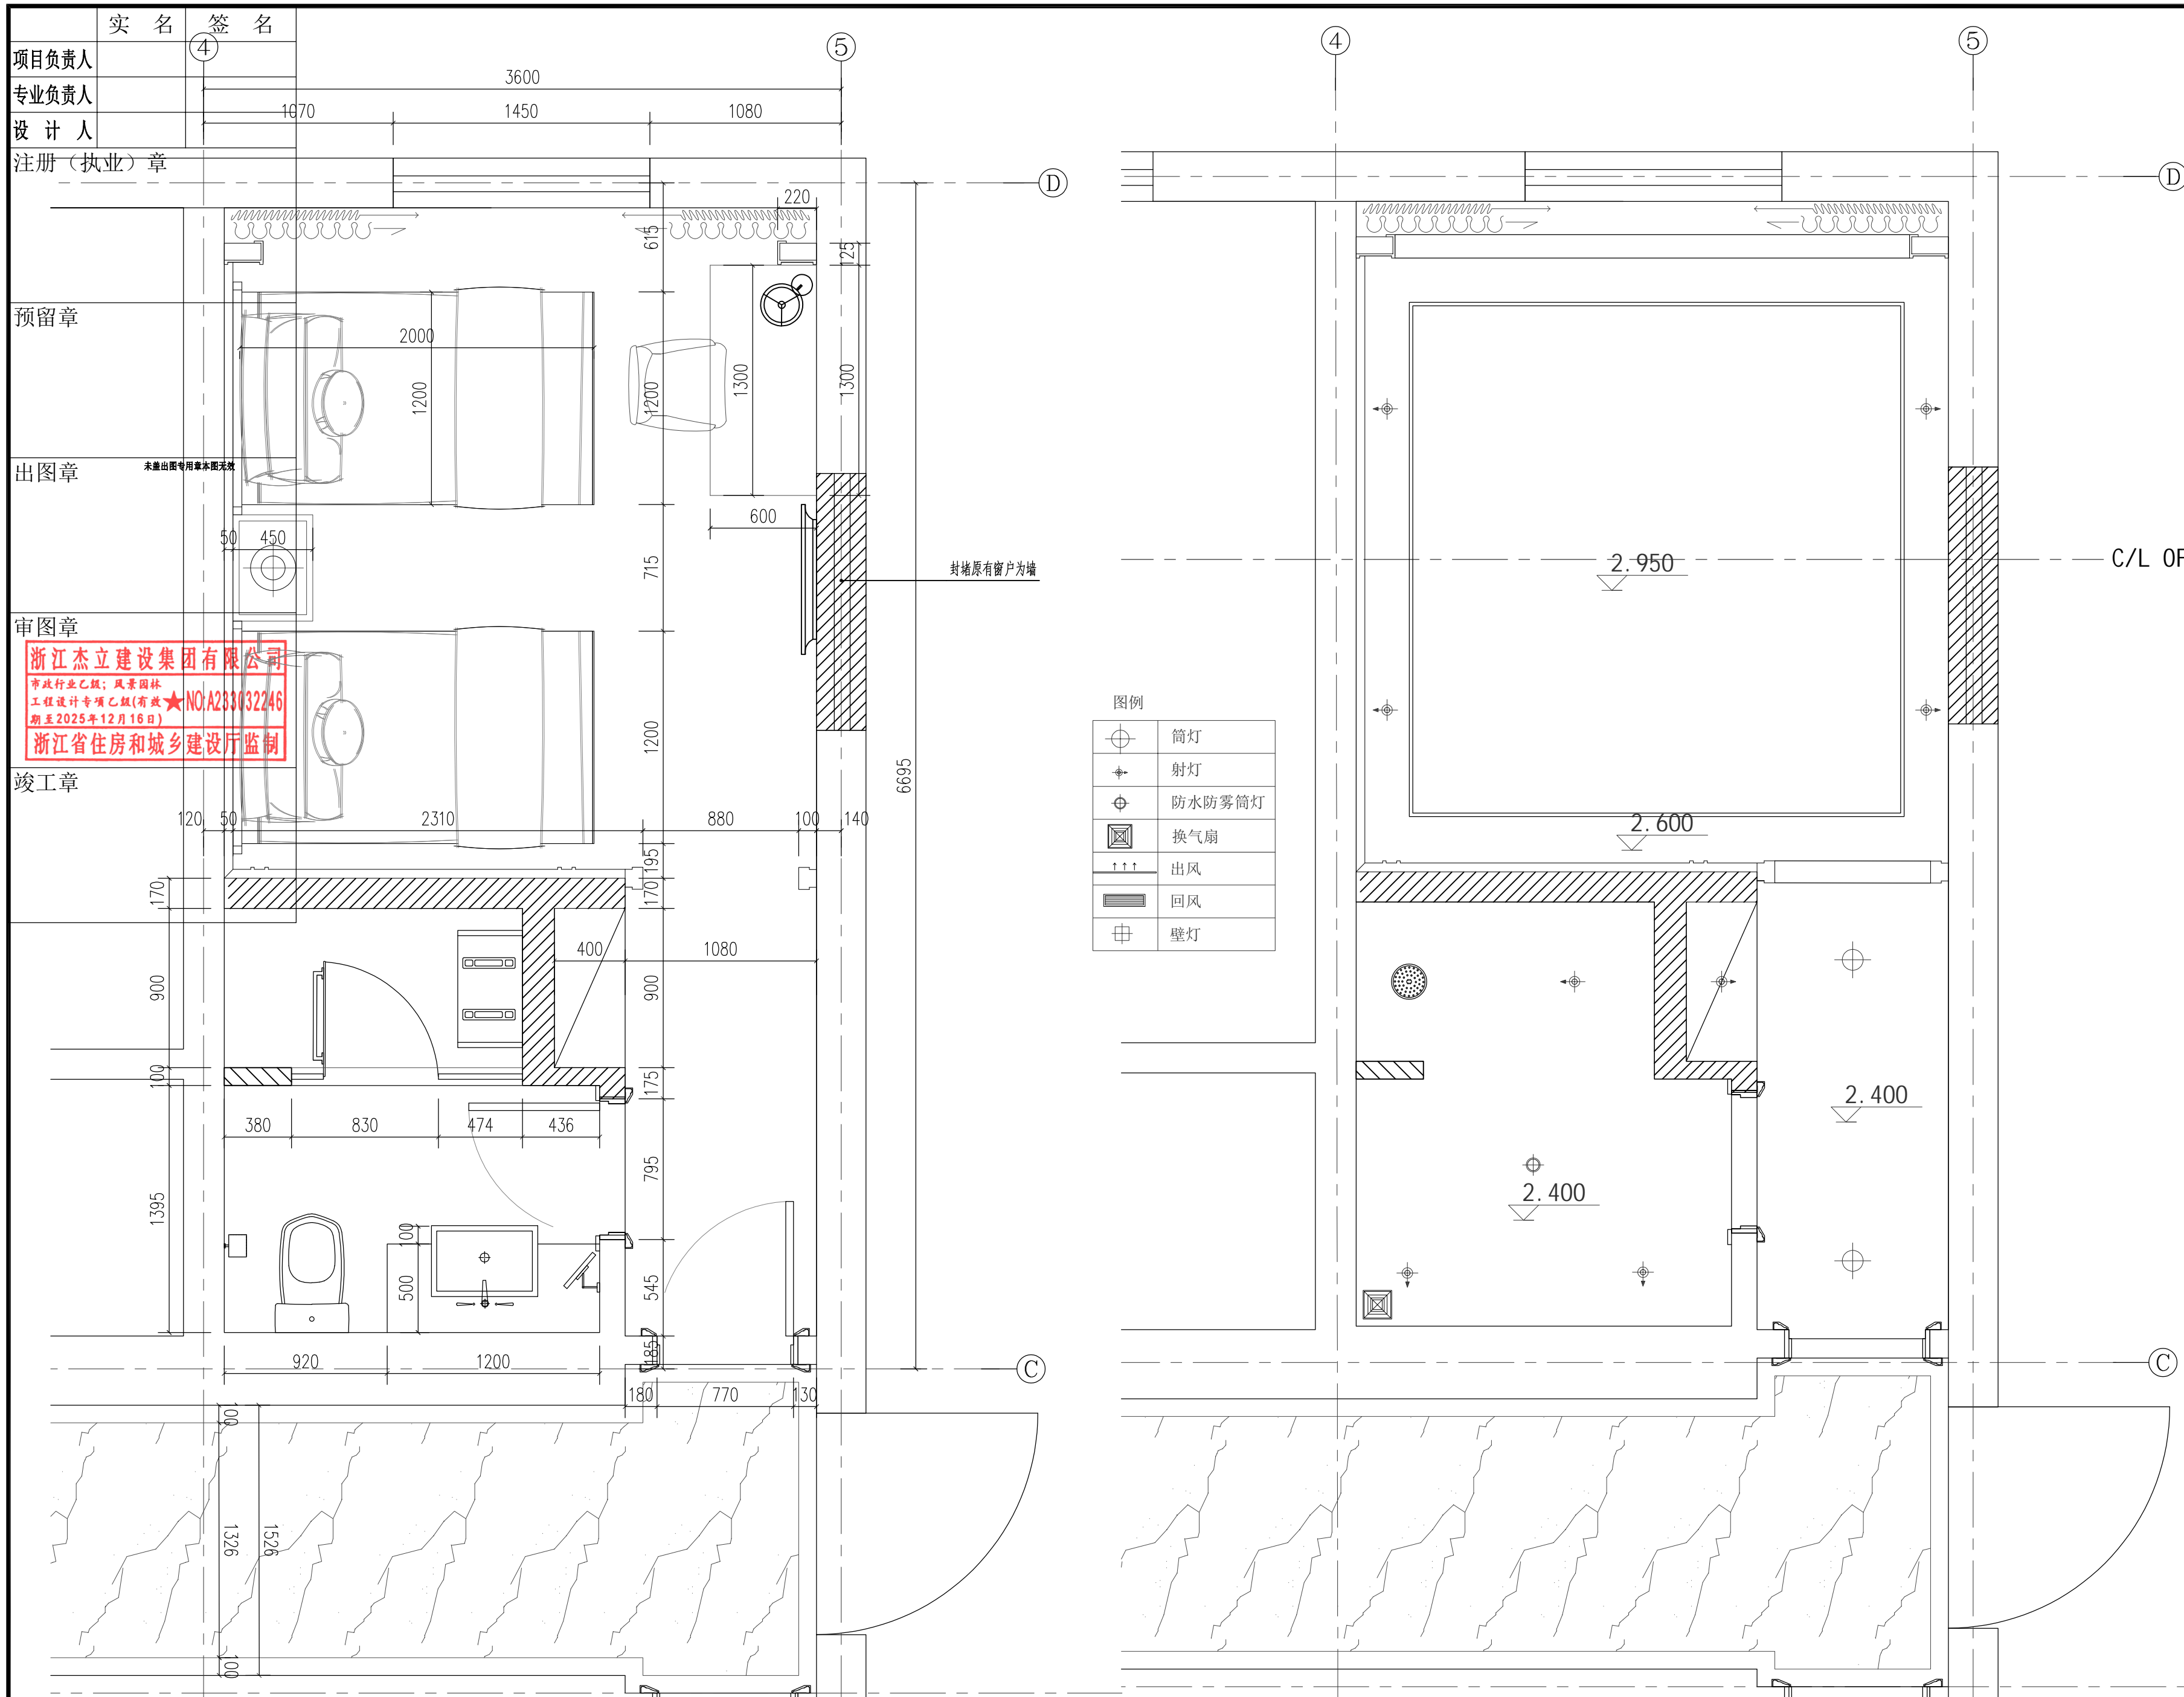 实 名 签 名
项目负责人
专业负责人
设 计 人
注册（执业）章
预留章
出图章
未盖出图专用章本图无效
审图章
浙江杰立建设集团有限公司
市政行业乙级；风景园林
工程设计专项乙级(有效
期至2025年12月16日)
★NO:A233032246
浙江省住房和城乡建设厅监制
竣工章
④
⑤
3600
1070
1450
1080
D
220
615
125
2000
1200
1200
1300
1300
600
50
450
715
封堵原有窗户为墙
1200
6695
120
50
2310
880
100
140
195
170
170
400
1080
900
900
100
175
380
830
474
436
795
1395
100
500
545
185
920
1200
C
180
770
130
100
1326
1526
100
④
⑤
D
2.950
C/L OF
2.600
图例
筒灯
射灯
防水防雾筒灯
换气扇
出风
回风
壁灯
2.400
2.400
C